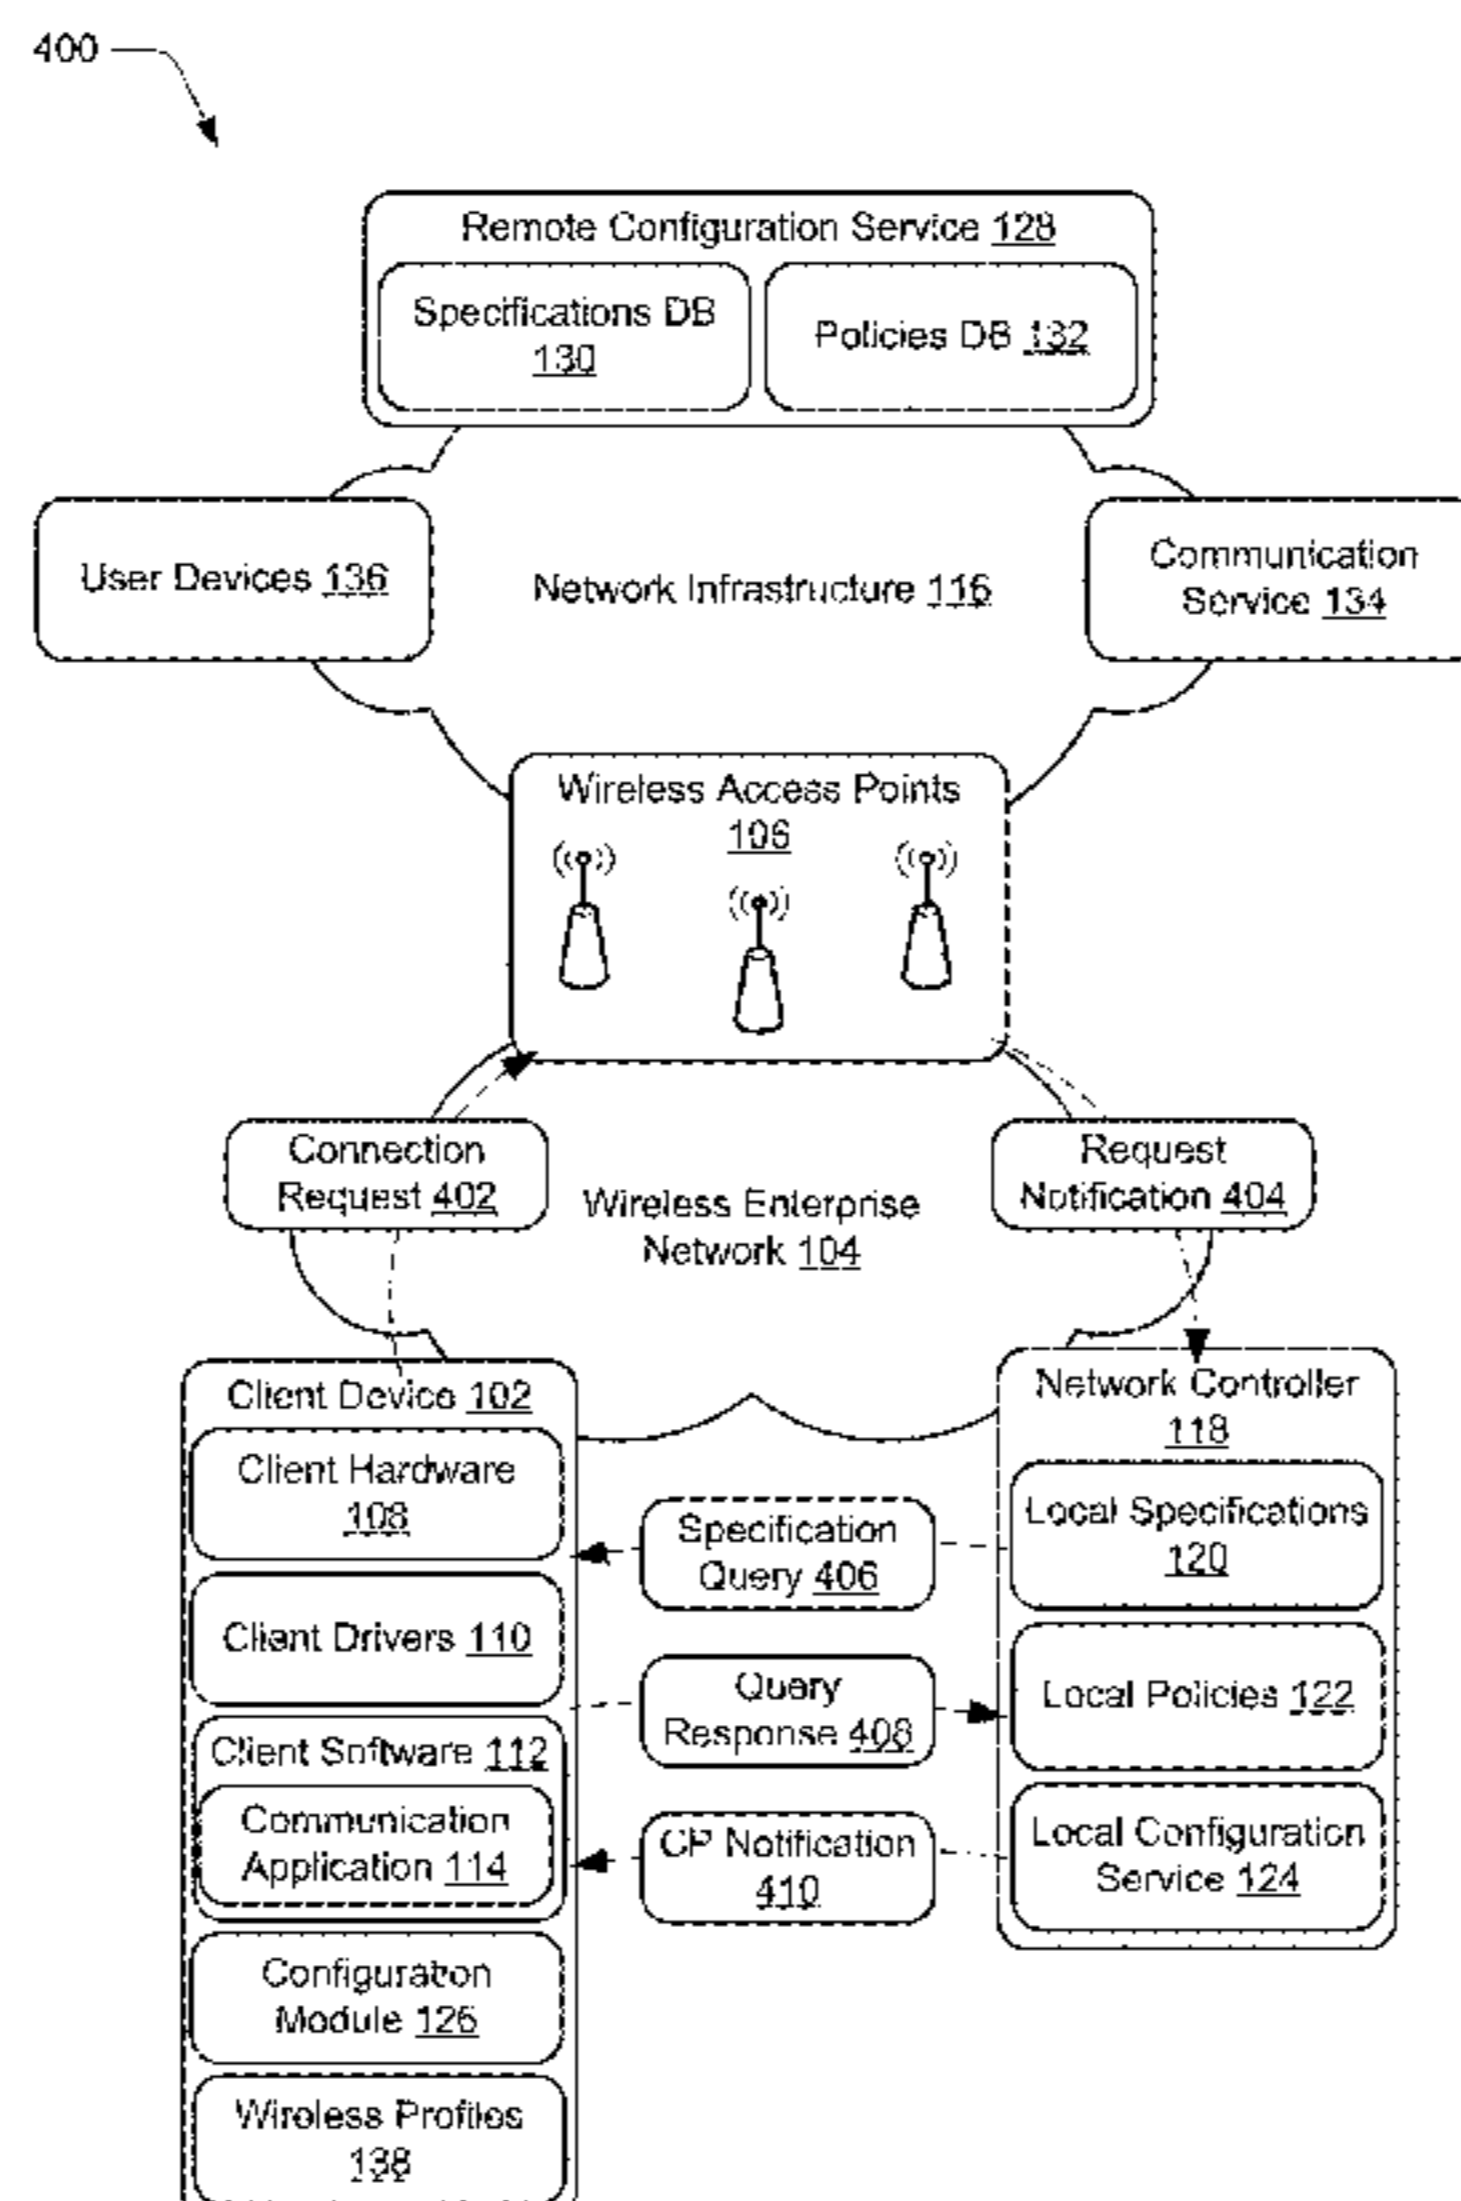 400
Remote Configuration Service 128
Specifications DB
130
Policies DB 132
User Devices 136
Network Infrastructure 116
Communication
Service 134
Wireless Access Points
106
Connection
Request 402
Request
Notification 404
Wireless Enterprise
Network 104
Client Device 102
Client Hardware
108
Client Drivers 110
Client Software 112
Communication
Application 114
Configuration
Module 126
Wireless Profiles
138
Specification
Query 406
Query
Response 408
CP Notification
410
Network Controller
118
Local Specifications
120
Local Policies 122
Local Configuration
Service 124